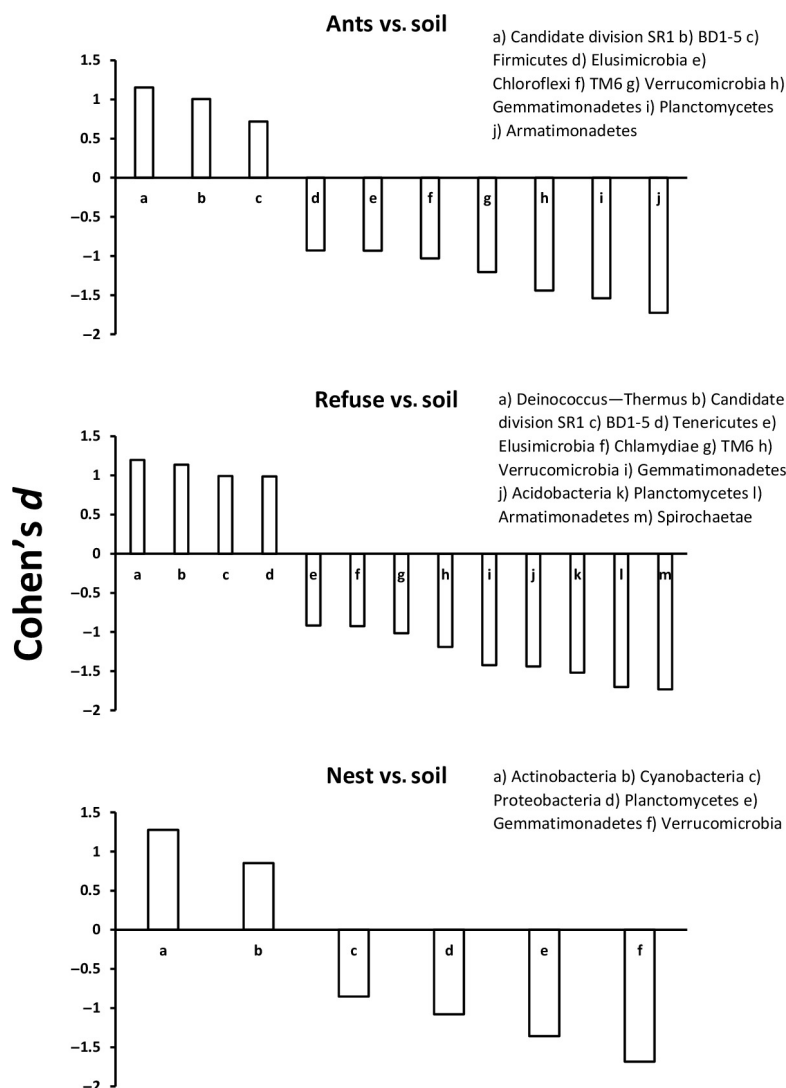 Ants vs. soil
a) Candidate division SR1 b) BD1-5 c)
Firmicutes d) Elusimicrobia e)
Chloroflexi f) TM6 g) Verrucomicrobia h)
Gemmatimonadetes i) Planctomycetes
j) Armatimonadetes
1.5
1
0.5
0
–0.5
–1
–1.5
–2
a b c d e f g h i j
Refuse vs. soil
a) Deinococcus—Thermus b) Candidate
division SR1 c) BD1-5 d) Tenericutes e)
Elusimicrobia f) Chlamydiae g) TM6 h)
Verrucomicrobia i) Gemmatimonadetes
j) Acidobacteria k) Planctomycetes l)
Armatimonadetes m) Spirochaetae
1.5
1
0.5
0
–0.5
–1
–1.5
–2
a b c d e f g h i j k l m
Cohen's d
Nest vs. soil
a) Actinobacteria b) Cyanobacteria c)
Proteobacteria d) Planctomycetes e)
Gemmatimonadetes f) Verrucomicrobia
1.5
1
0.5
0
–0.5
–1
–1.5
–2
a b c d e f